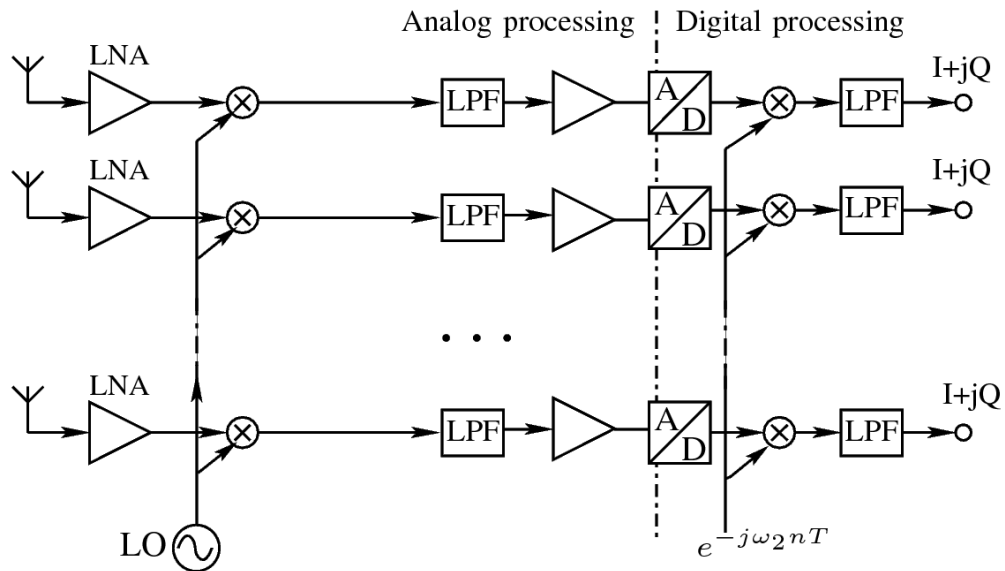 Analog processing Digital processing
LNA
I+jQ
LPF
A
D
LPF
LNA
I+jQ
LPF
A
D
LPF
. . .
LNA
I+jQ
LPF
A
D
LPF
LO
e^{-jω₂nT}